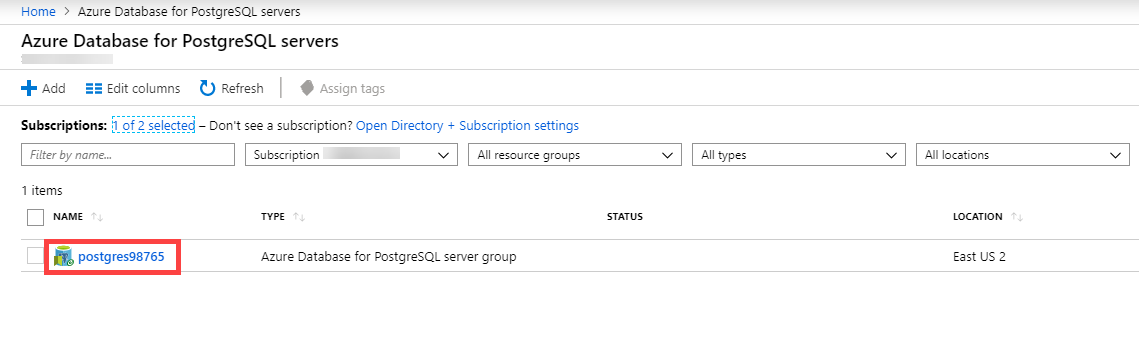 Home > Azure Database for PostgreSQL servers
Azure Database for PostgreSQL servers
Add Edit columns Refresh Assign tags
Subscriptions: 1 of 2 selected – Don't see a subscription? Open Directory + Subscription settings
Filter by name... Subscription All resource groups All types All locations
1 items
NAME TYPE STATUS LOCATION
postgres98765 Azure Database for PostgreSQL server group East US 2